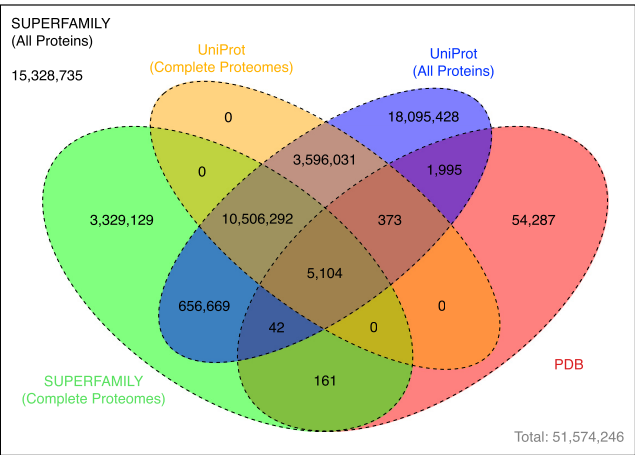 SUPERFAMILY
(All Proteins)
15,328,735
UniProt
(Complete Proteomes)
UniProt
(All Proteins)
0
18,095,428
3,596,031
1,995
0
3,329,129
10,506,292
373
54,287
5,104
656,669
42
0
0
161
SUPERFAMILY
(Complete Proteomes)
PDB
Total: 51,574,246